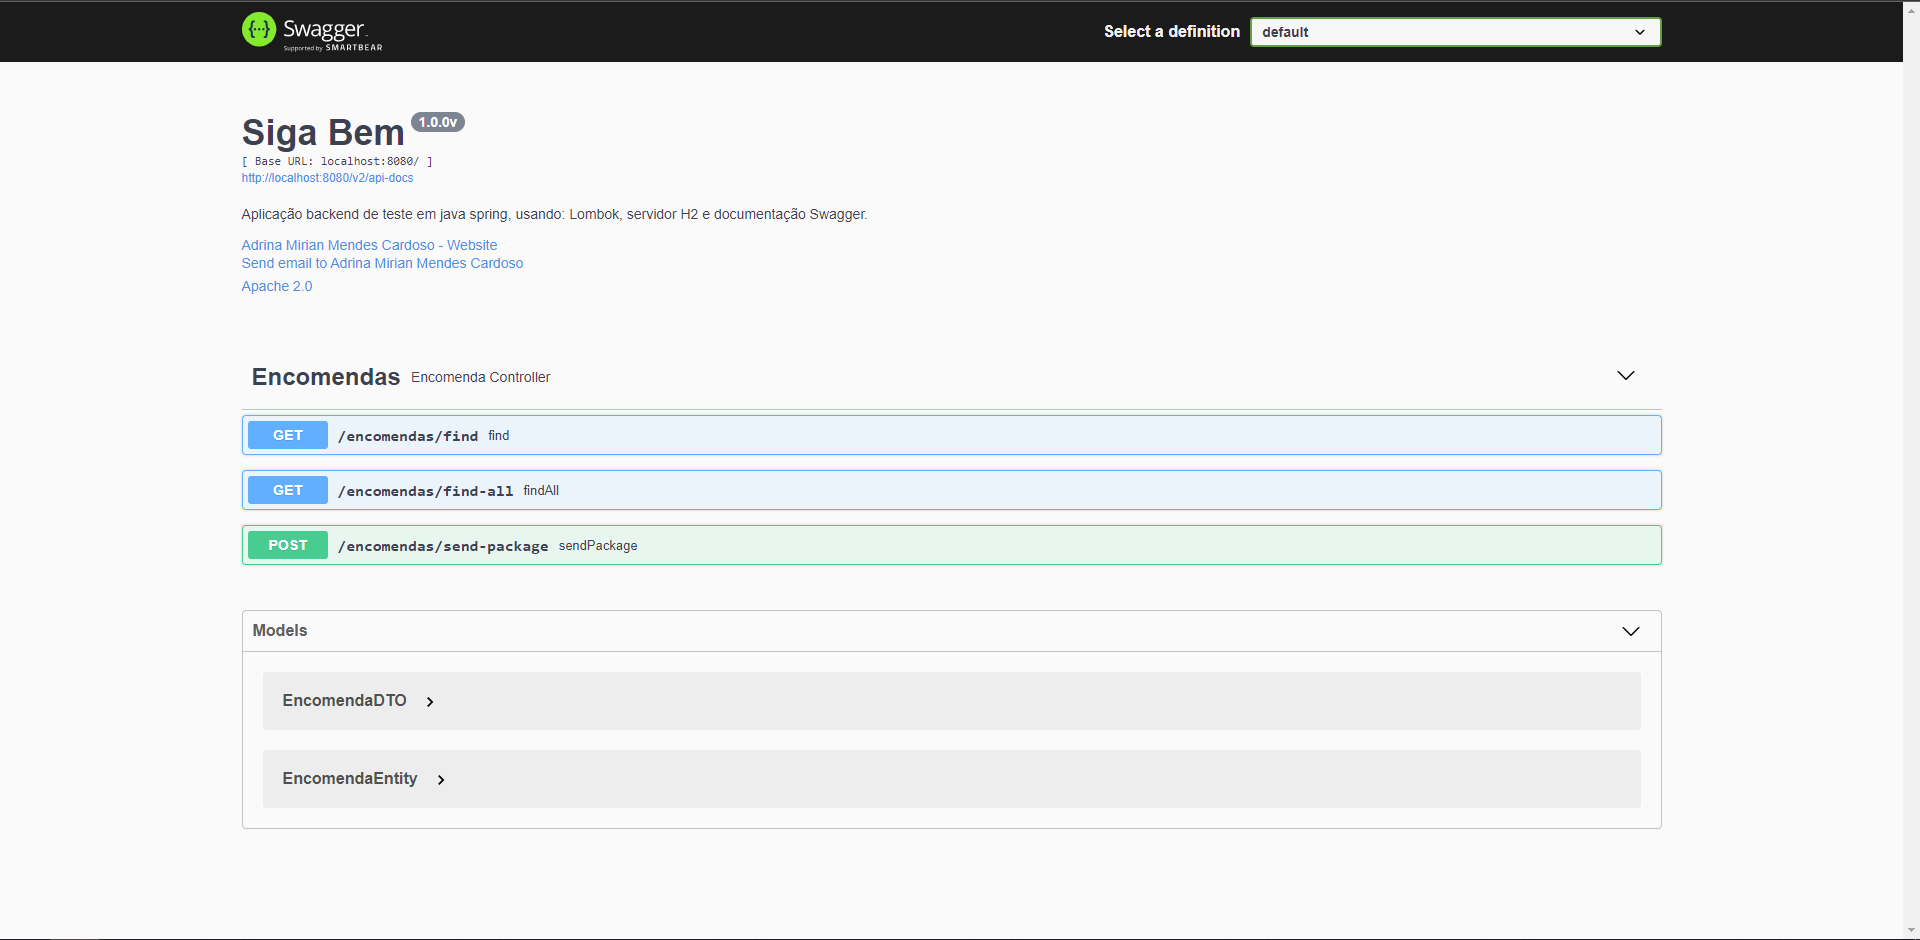 Swagger
Supported by SMARTBEAR
Select a definition
default
Siga Bem 1.0.0v
[ Base URL: localhost:8080/ ]
http://localhost:8080/v2/api-docs
Aplicação backend de teste em java spring, usando: Lombok, servidor H2 e documentação Swagger.
Adrina Mirian Mendes Cardoso - Website
Send email to Adrina Mirian Mendes Cardoso
Apache 2.0
Encomendas Encomenda Controller
GET /encomendas/find find
GET /encomendas/find-all findAll
POST /encomendas/send-package sendPackage
Models
EncomendaDTO
EncomendaEntity